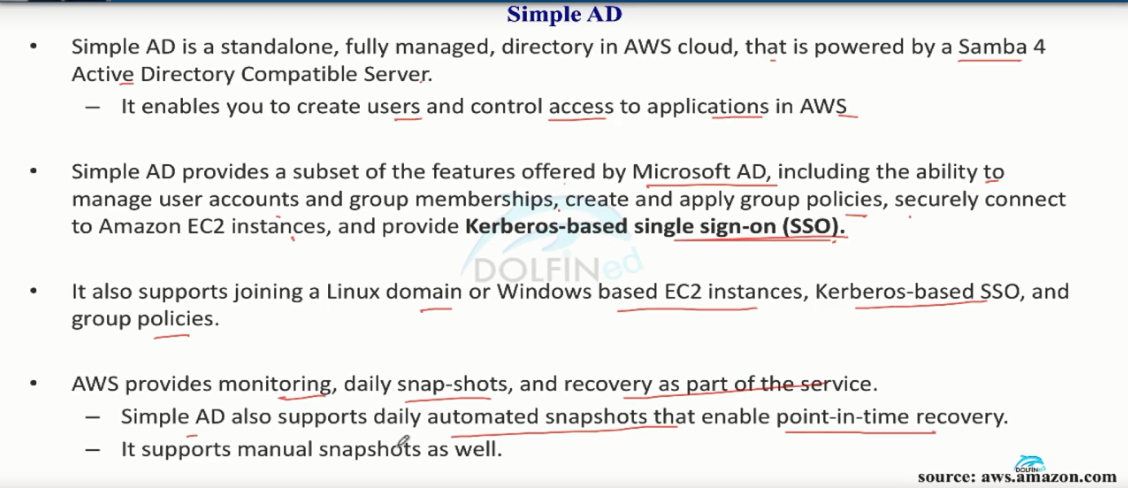 Simple AD
• Simple AD is a standalone, fully managed, directory in AWS cloud, that is powered by a Samba 4
Active Directory Compatible Server.
– It enables you to create users and control access to applications in AWS
• Simple AD provides a subset of the features offered by Microsoft AD, including the ability to
manage user accounts and group memberships, create and apply group policies, securely connect
to Amazon EC2 instances, and provide Kerberos-based single sign-on (SSO).
DOLFINed
• It also supports joining a Linux domain or Windows based EC2 instances, Kerberos-based SSO, and
group policies.
• AWS provides monitoring, daily snap-shots, and recovery as part of the service.
– Simple AD also supports daily automated snapshots that enable point-in-time recovery.
– It supports manual snapshots as well.
DOLFINed
source: aws.amazon.com